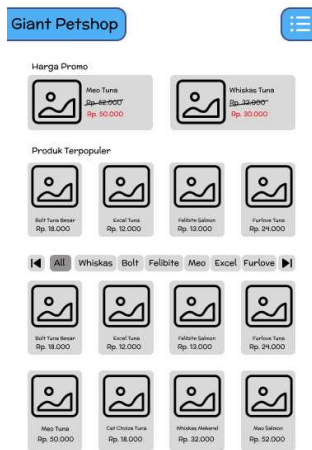 Giant Petshop
Harga Promo
Meo Tuna
Rp. 52.000
Rp. 50.000
Whiskas Tuna
Rp. 32.000
Rp. 30.000
Produk Terpopuler
Bolt Tuna Besar
Rp. 18.000
Excel Tuna
Rp. 12.000
Felibite Salmon
Rp. 13.000
Furlove Tuna
Rp. 24.000
All Whiskas Bolt Felibite Meo Excel Furlove
Bolt Tuna Besar
Rp. 18.000
Excel Tuna
Rp. 12.000
Felibite Salmon
Rp. 13.000
Furlove Tuna
Rp. 24.000
Meo Tuna
Rp. 50.000
Cat Choize Tuna
Rp. 18.000
Whiskas Mekerel
Rp. 32.000
Meo Salmon
Rp. 52.000